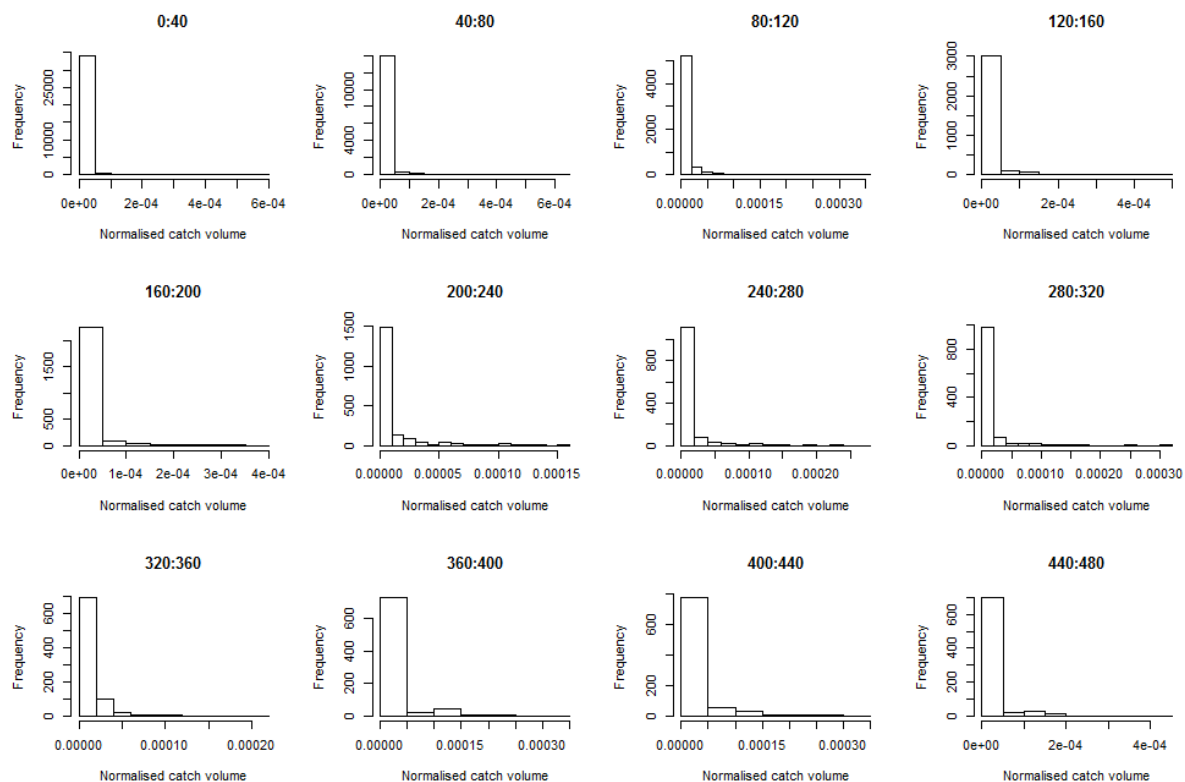 0:40
40:80
80:120
120:160
Frequency
0 10000 25000
Frequency
0 4000 10000
Frequency
0 2000 4000
Frequency
0 500 1000 1500 2000 2500 3000
0e+00 2e-04 4e-04 6e-04
0e+00 2e-04 4e-04 6e-04
0.00000 0.00015 0.00030
0e+00 2e-04 4e-04
Normalised catch volume
Normalised catch volume
Normalised catch volume
Normalised catch volume
160:200
200:240
240:280
280:320
Frequency
0 500 1500
Frequency
0 500 1000 1500
Frequency
0 400 800
Frequency
0 400 800
0e+00 1e-04 2e-04 3e-04 4e-04
0.00000 0.00005 0.00010 0.00015
0.00000 0.00010 0.00020
0.00000 0.00010 0.00020 0.00030
Normalised catch volume
Normalised catch volume
Normalised catch volume
Normalised catch volume
320:360
360:400
400:440
440:480
Frequency
0 200 400 600
Frequency
0 200 400 600
Frequency
0 200 600
Frequency
0 200 400 600
0.00000 0.00010 0.00020
0.00000 0.00015 0.00030
0.00000 0.00015 0.00030
0e+00 2e-04 4e-04
Normalised catch volume
Normalised catch volume
Normalised catch volume
Normalised catch volume